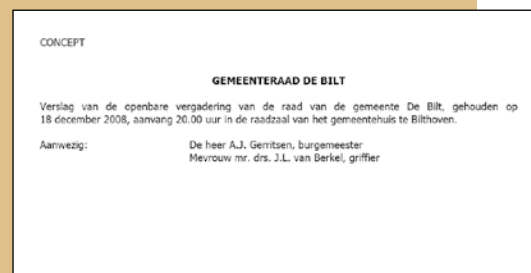 CONCEPT
GEMEENTERAAD DE BILT
Verslag van de openbare vergadering van de raad van de gemeente De Bilt, gehouden op
18 december 2008, aanvang 20.00 uur in de raadzaal van het gemeentehuis te Bilthoven.
Aanwezig: De heer A.J. Gerritsen, burgemeester
Mevrouw mr. drs. J.L. van Berkel, griffier